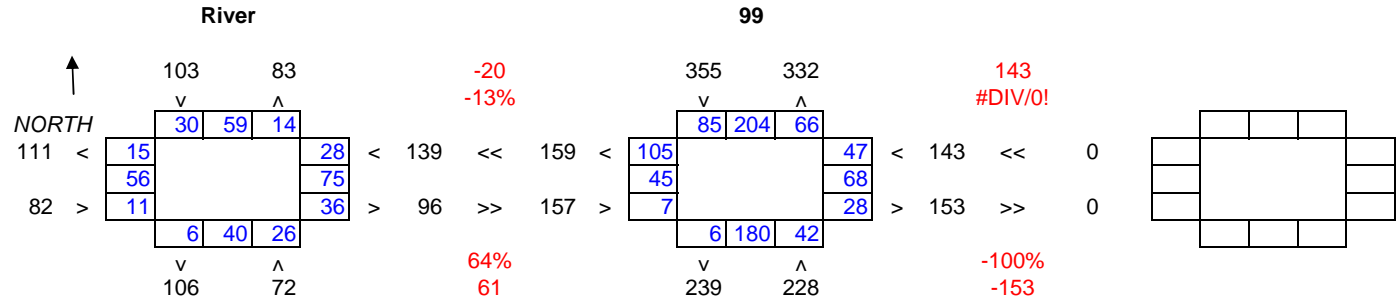 River 99
103 83 -20 355 332 143
v ʌ -13% v ʌ #DIV/0!
NORTH 30 59 14 85 204 66
111 < 15 28 < 139 << 159 < 105 47 < 143 << 0
56 75 45 68
82 > 11 36 > 96 >> 157 > 7 28 > 153 >> 0
6 40 26 6 180 42
v ʌ 64% v ʌ -100%
106 72 61 239 228 -153